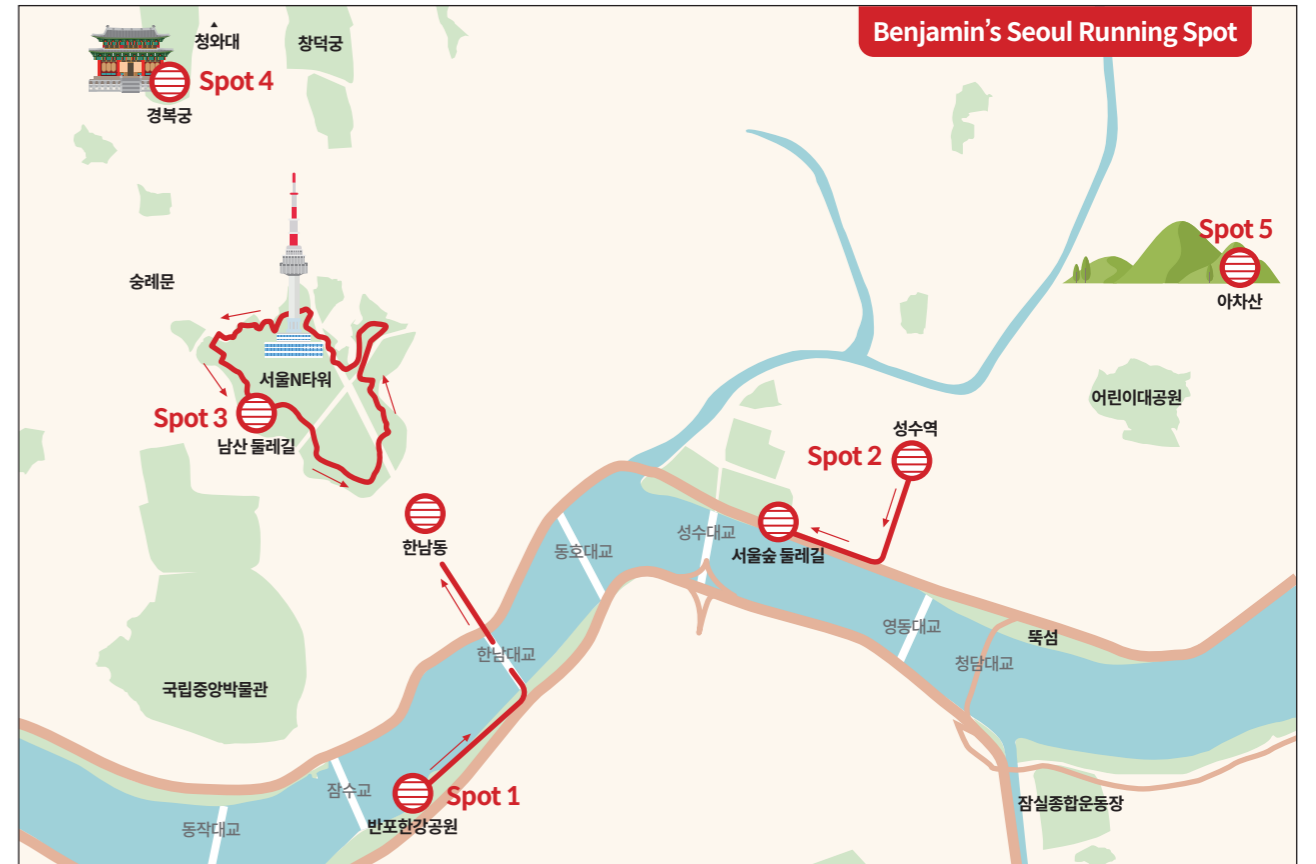 Benjamin's Seoul Running Spot
청와대
창덕궁
Spot 4
경복궁
숭례문
Spot 5
아차산
서울N타워
Spot 3
남산 둘레길
어린이대공원
성수역
Spot 2
한남동
동호대교
성수대교
서울숲 둘레길
영동대교
뚝섬
청담대교
한남대교
국립중앙박물관
잠수교
Spot 1
반포한강공원
동작대교
잠실종합운동장